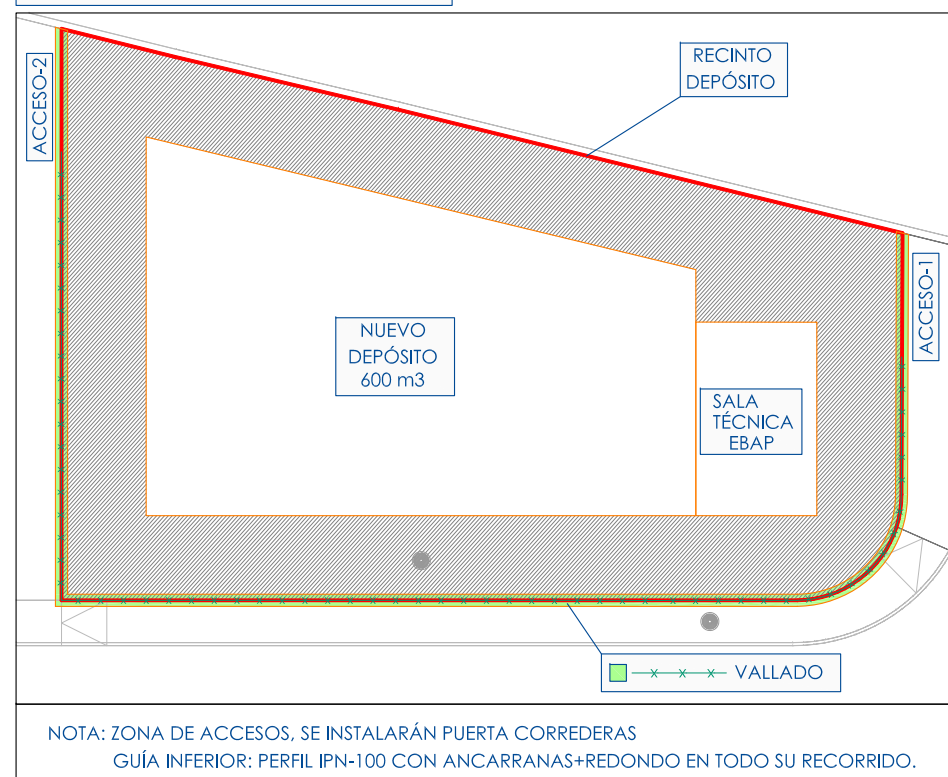 RECINTO
DEPÓSITO
ACCESO-2
ACCESO-1
NUEVO
DEPÓSITO
600 m3
SALA
TÉCNICA
EBAP
VALLADO
NOTA: ZONA DE ACCESOS, SE INSTALARÁN PUERTA CORREDERAS
GUÍA INFERIOR: PERFIL IPN-100 CON ANCARRANAS+REDONDO EN TODO SU RECORRIDO.